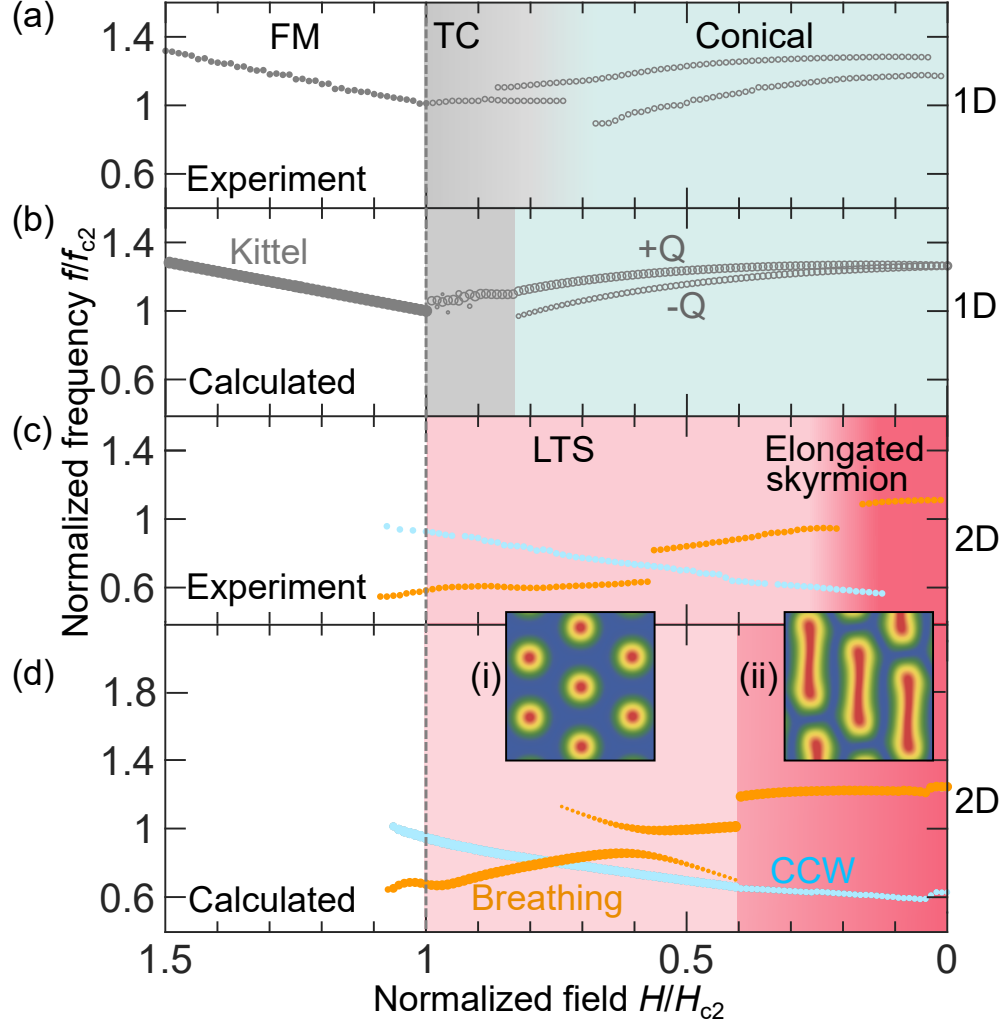 (a)
FM
TC
Conical
1.4
1
0.6
Experiment
1D
(b)
Kittel
+Q
-Q
1.4
1
0.6
Calculated
1D
Normalized frequency f/fc2
(c)
LTS
Elongated
skyrmion
1.4
1
0.6
Experiment
2D
(d)
(i)
(ii)
1.8
1.4
1
0.6
Calculated
Breathing
CCW
2D
1.5
1
0.5
0
Normalized field H/Hc2